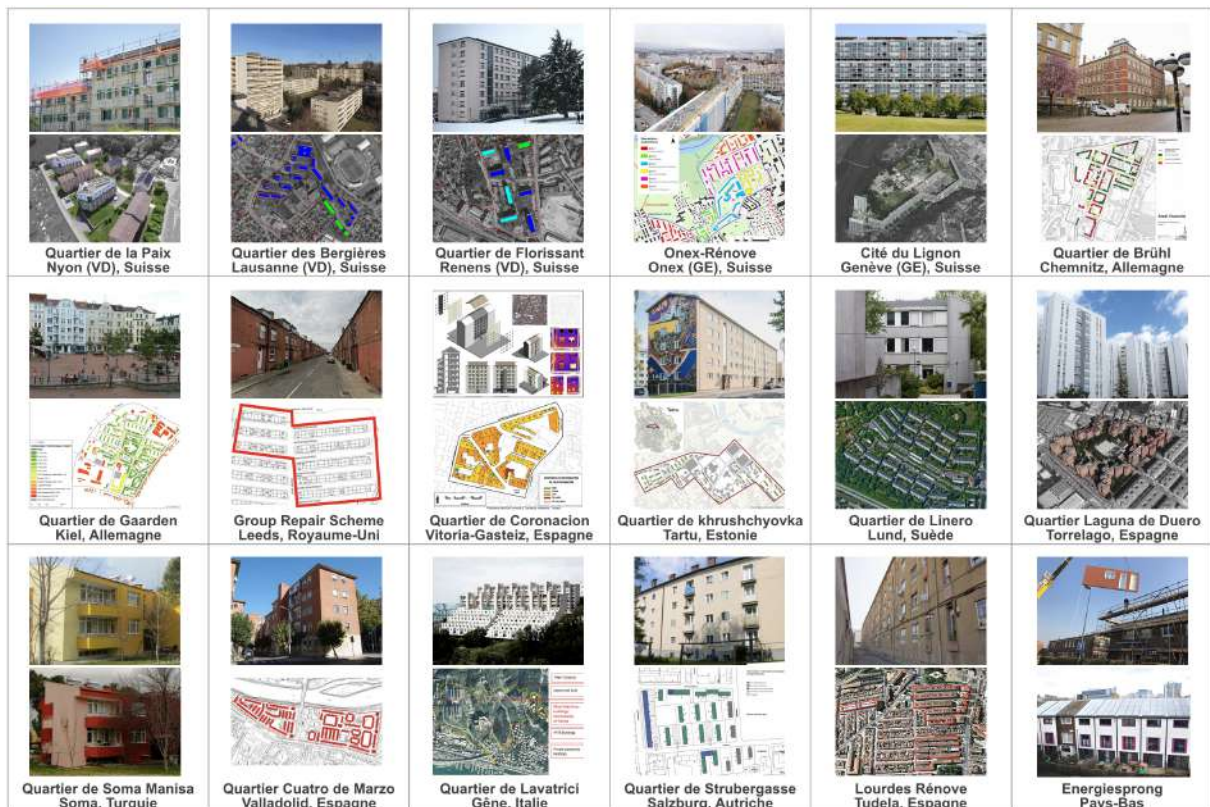 Quartier de la Paix
Nyon (VD), Suisse
Quartier des Bergières
Lausanne (VD), Suisse
Quartier de Florissant
Renens (VD), Suisse
Onex-Rénove
Onex (GE), Suisse
Cité du Lignon
Genève (GE), Suisse
Quartier de Brühl
Chemnitz, Allemagne
Tartu
Quartier de Gaarden
Kiel, Allemagne
Group Repair Scheme
Leeds, Royaume-Uni
Quartier de Coronacion
Vitoria-Gasteiz, Espagne
Quartier de khrushchyovka
Tartu, Estonie
Quartier de Linero
Lund, Suède
Quartier Laguna de Duero
Torrelago, Espagne
Quartier de Soma Manisa
Soma, Turquie
Quartier Cuatro de Marzo
Valladolid, Espagne
Quartier de Lavatrici
Gêne, Italie
Quartier de Strubergasse
Salzburg, Autriche
Lourdes Rénove
Tudela, Espagne
Energiesprong
Pays-Bas